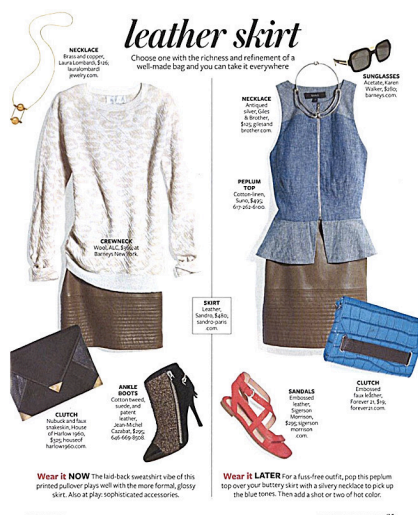 leather skirt
Choose one with the richness and refinement of a
well-made bag and you can take it everywhere
NECKLACE
Brass and copper,
Laura Lombardi, $126;
lauralombardi
jewelry.com.
SUNGLASSES
Acetate, Karen
Walker, $280;
barneys.com.
NECKLACE
Antiqued
silver, Giles
& Brother,
$125; gilesand
brother.com.
PEPLUM
TOP
Cotton-linen,
Suno, $495;
617-262-6100.
CREWNECK
Wool, ALC, at
Barneys New York.
SKIRT
Leather,
Sandro, $480;
sandro-paris
.com.
CLUTCH
Nubuck and faux
snakeskin, House
of Harlow 1960,
$325; houseof
harlow1960.com.
ANKLE
BOOTS
Cotton tweed,
suede, and
patent
leather,
Jean-Michel
Cazabat, $795;
646-669-8508.
SANDALS
Embossed
leather,
Sigerson
Morrison,
$295; sigerson
morrison
.com.
CLUTCH
Embossed
faux leather,
Forever 21, $19;
forever21.com.
Wear it NOW The laid-back sweatshirt vibe of this
printed pullover plays well with the more formal, glossy
skirt. Also at play: sophisticated accessories.
Wear it LATER For a fuss-free outfit, pop this peplum
top over your buttery skirt with a silvery necklace to pick up
the blue tones. Then add a shot or two of hot color.